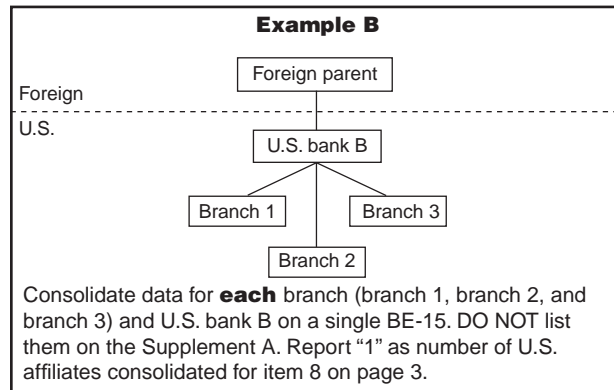 Example B
Foreign parent
Foreign
U.S.
U.S. bank B
Branch 1
Branch 3
Branch 2
Consolidate data for each branch (branch 1, branch 2, and
branch 3) and U.S. bank B on a single BE-15. DO NOT list
them on the Supplement A. Report “1” as number of U.S.
affiliates consolidated for item 8 on page 3.